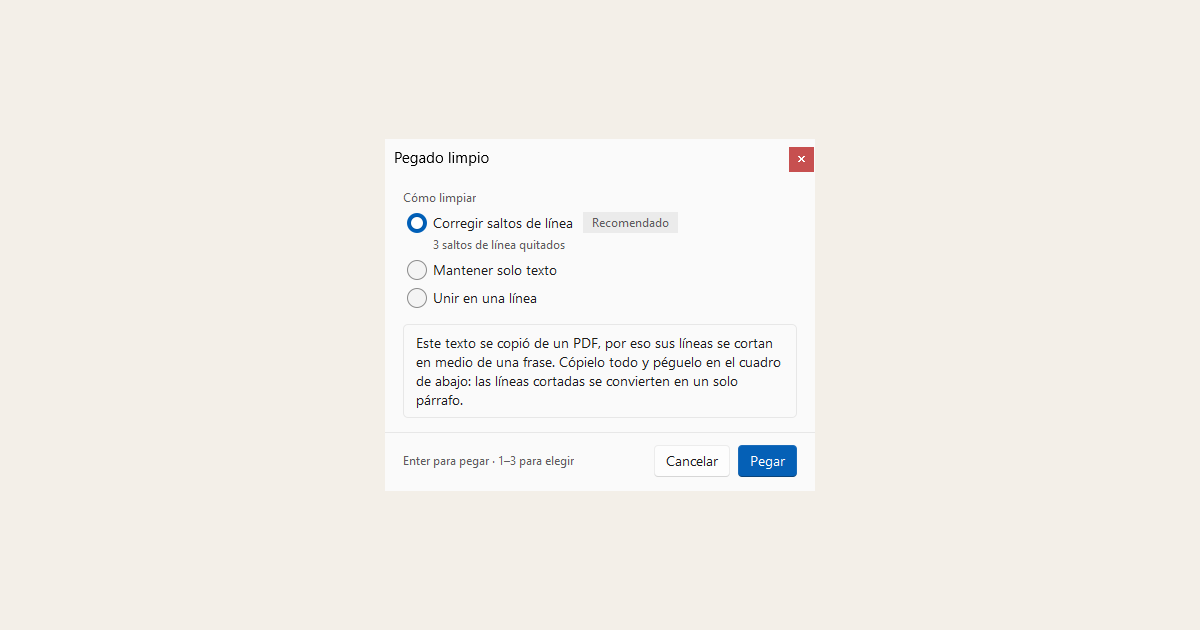 Pegado limpio
Cómo limpiar
Corregir saltos de línea Recomendado
3 saltos de línea quitados
Mantener solo texto
Unir en una línea
Este texto se copió de un PDF, por eso sus líneas se cortan
en medio de una frase. Cópielo todo y péguelo en el cuadro
de abajo: las líneas cortadas se convierten en un solo
párrafo.
Enter para pegar · 1–3 para elegir Cancelar Pegar